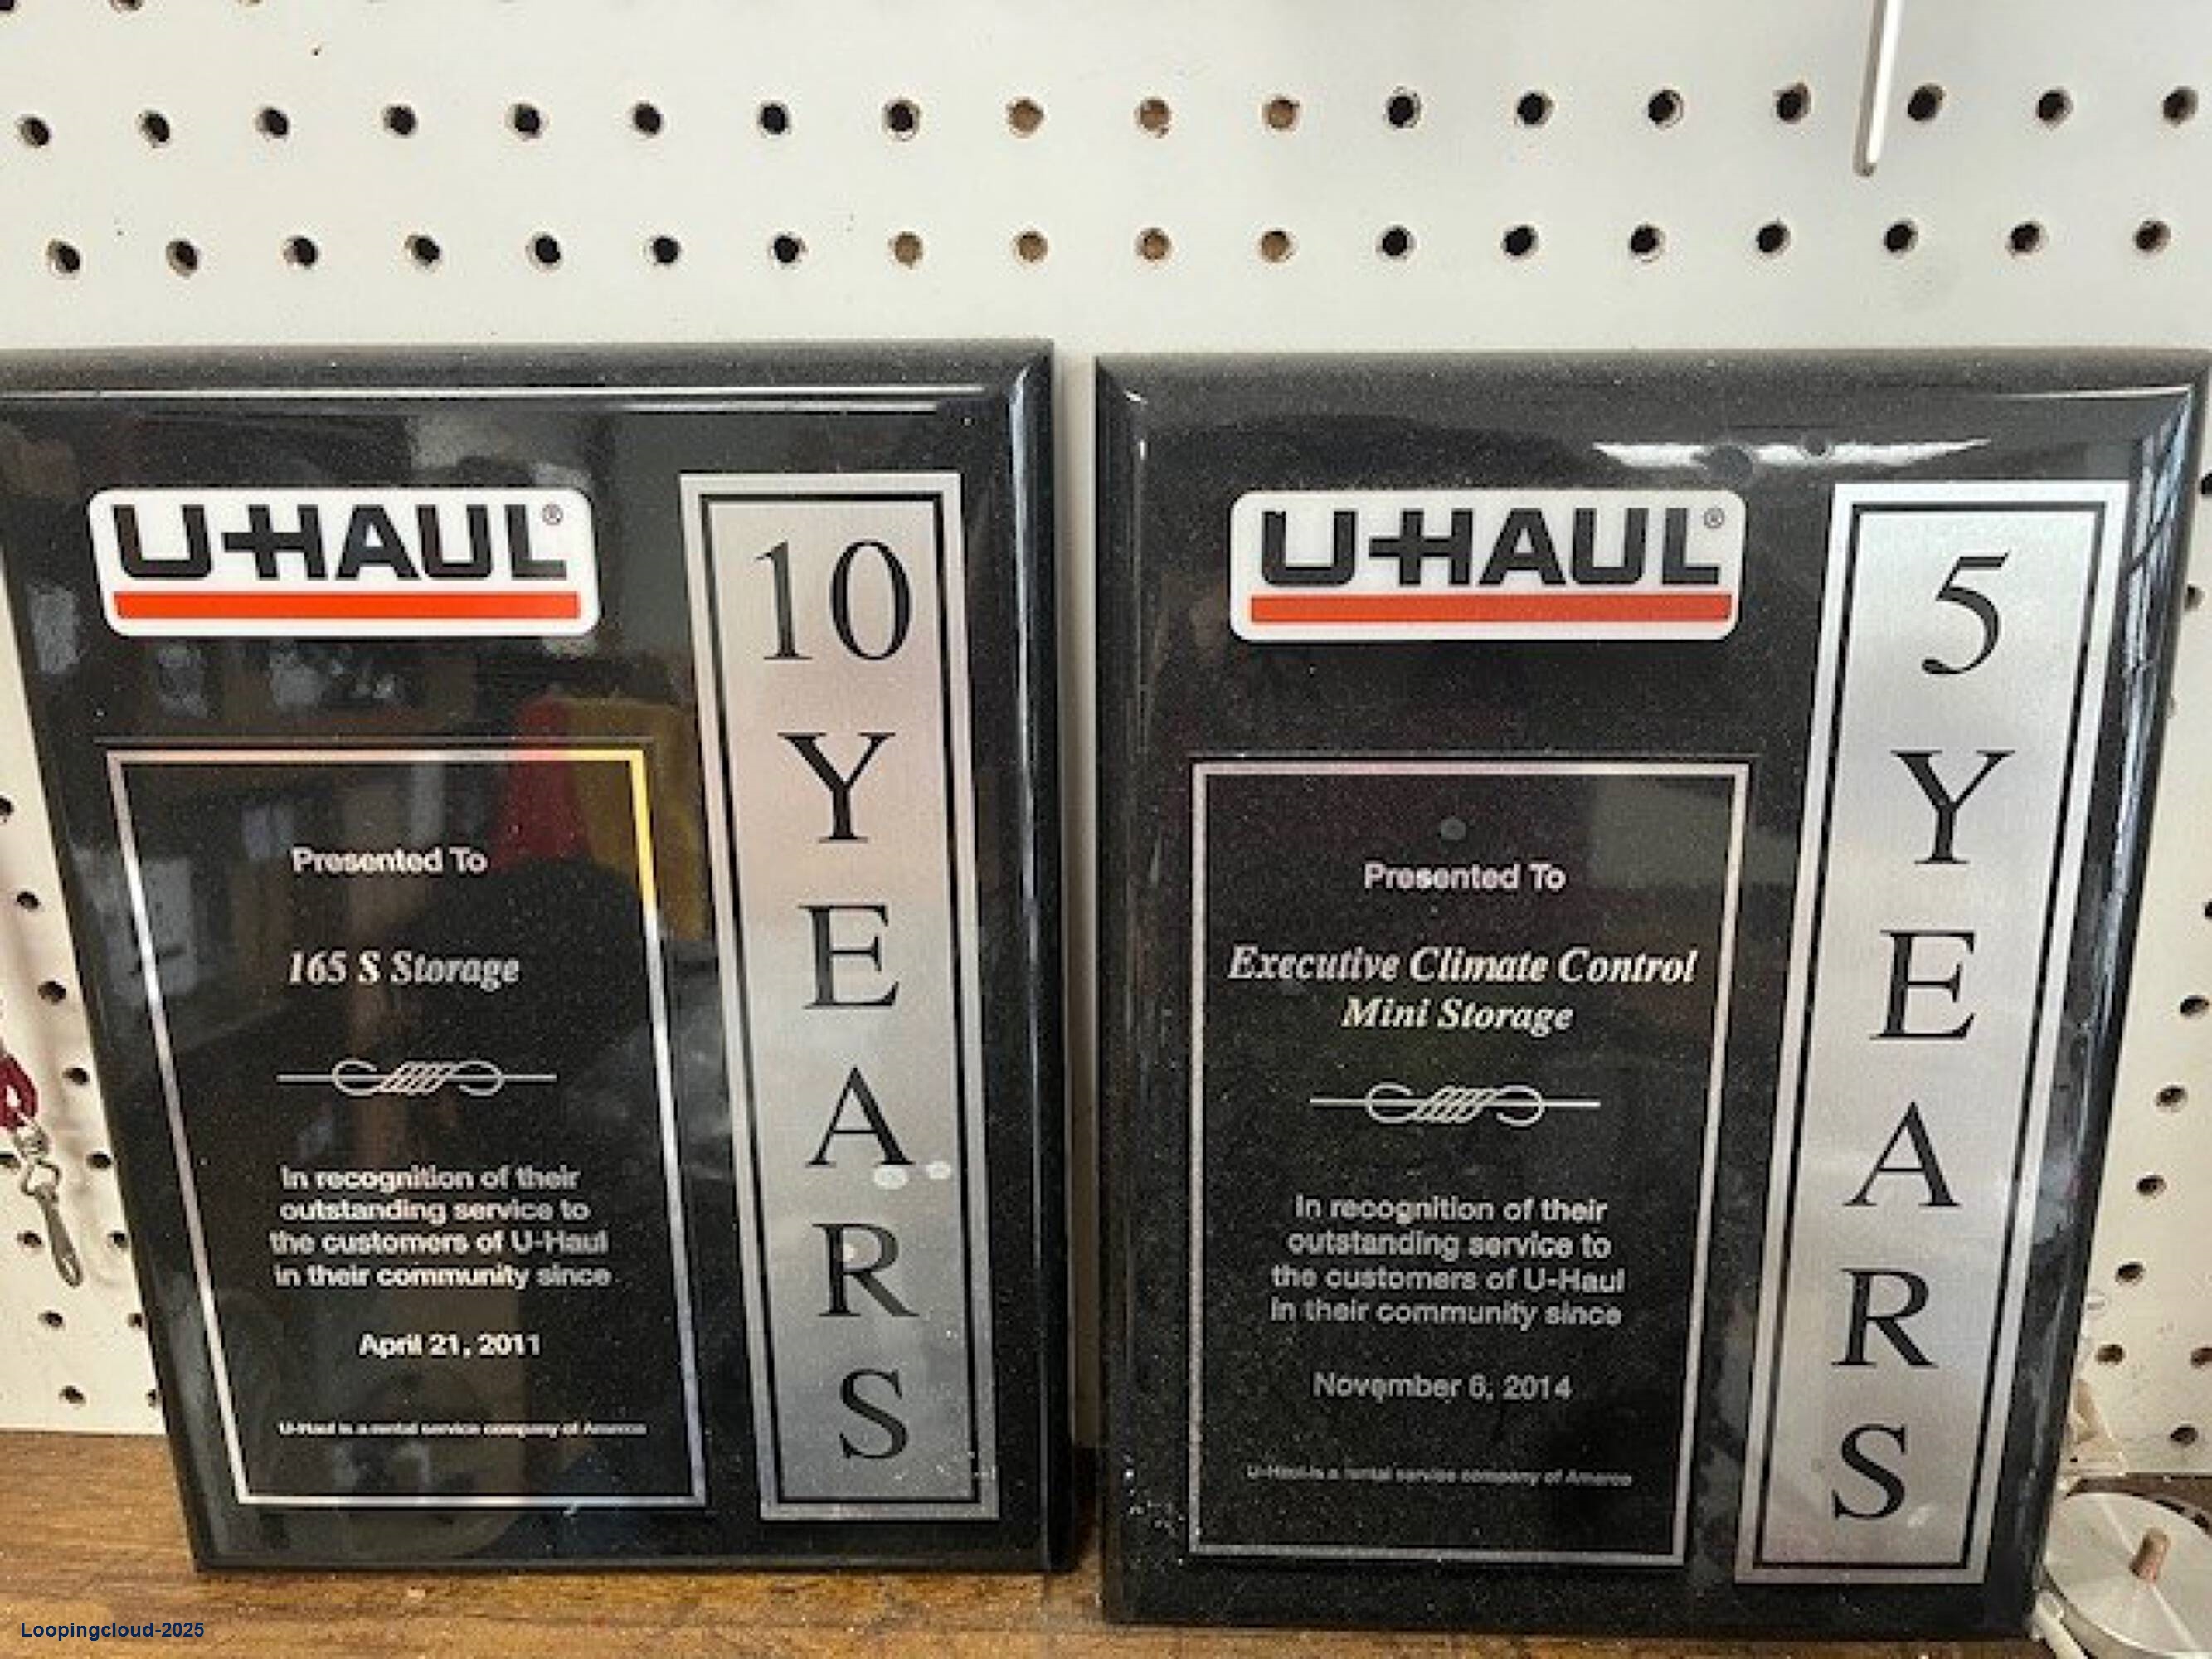 U-HAUL®
10
Y
E
A
R
S
Presented To
165 S Storage
In recognition of their
outstanding service to
the customers of U-Haul
in their community since
April 21, 2011
U-Haul is a rental service company of Amerco
U-HAUL®
5
Y
E
A
R
S
Presented To
Executive Climate Control
Mini Storage
In recognition of their
outstanding service to
the customers of U-Haul
in their community since
November 6, 2014
U-Haul is a rental service company of Amerco
Loopingcloud-2025